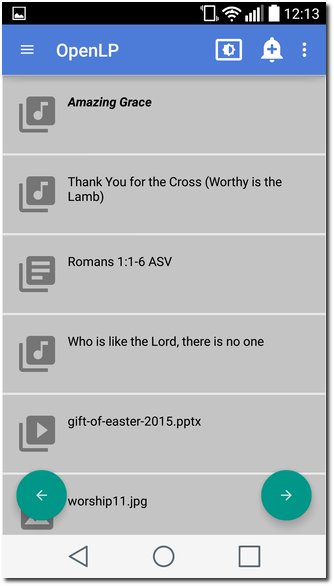 12:13
OpenLP
Amazing Grace
Thank You for the Cross (Worthy is the
Lamb)
Romans 1:1-6 ASV
Who is like the Lord, there is no one
gift-of-easter-2015.pptx
worship11.jpg